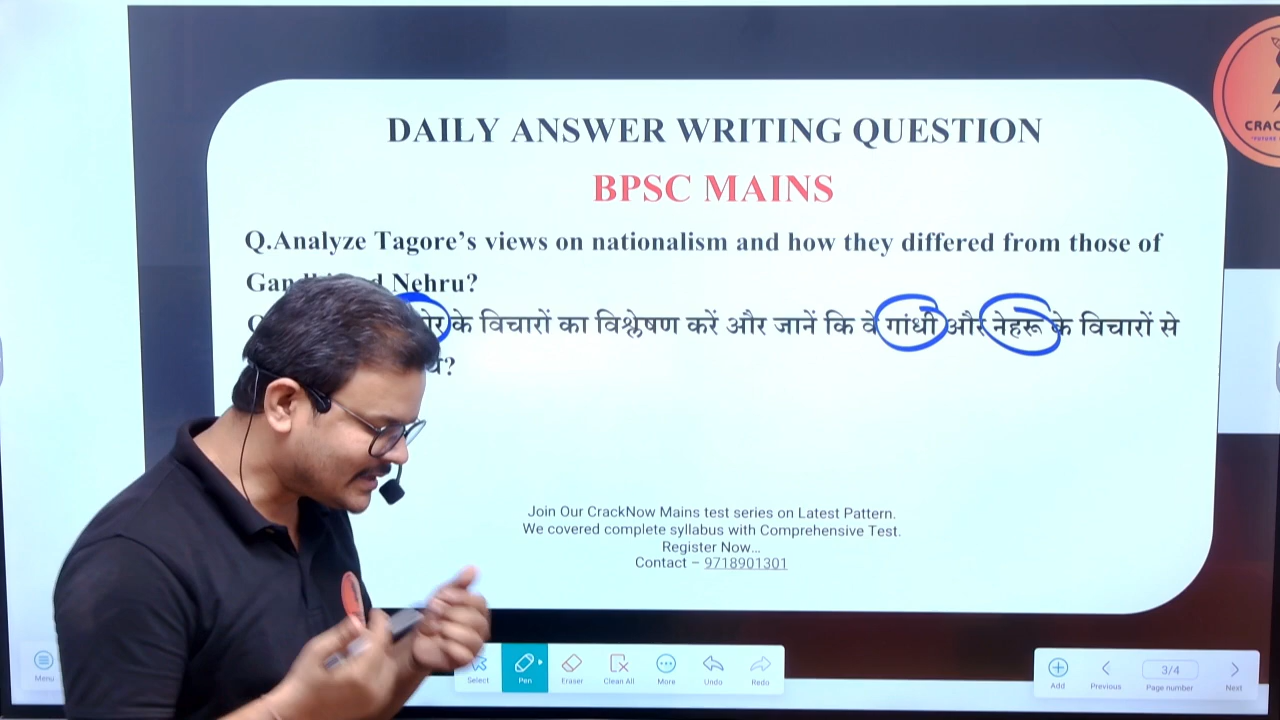 DAILY ANSWER WRITING QUESTION
BPSC MAINS
Q.Analyze Tagore’s views on nationalism and how they differed from those of
Nehru?
के विचारों का विश्लेषण करें और जानें कि वे गांधी और नेहरू के विचारों से
Join Our CrackNow Mains test series on Latest Pattern.
We covered complete syllabus with Comprehensive Test.
Register Now...
Contact – 9718901301
Menu
Select
Pen
Eraser
Clean All
More
Undo
Redo
Add
Previous
3/4
Page number
Next